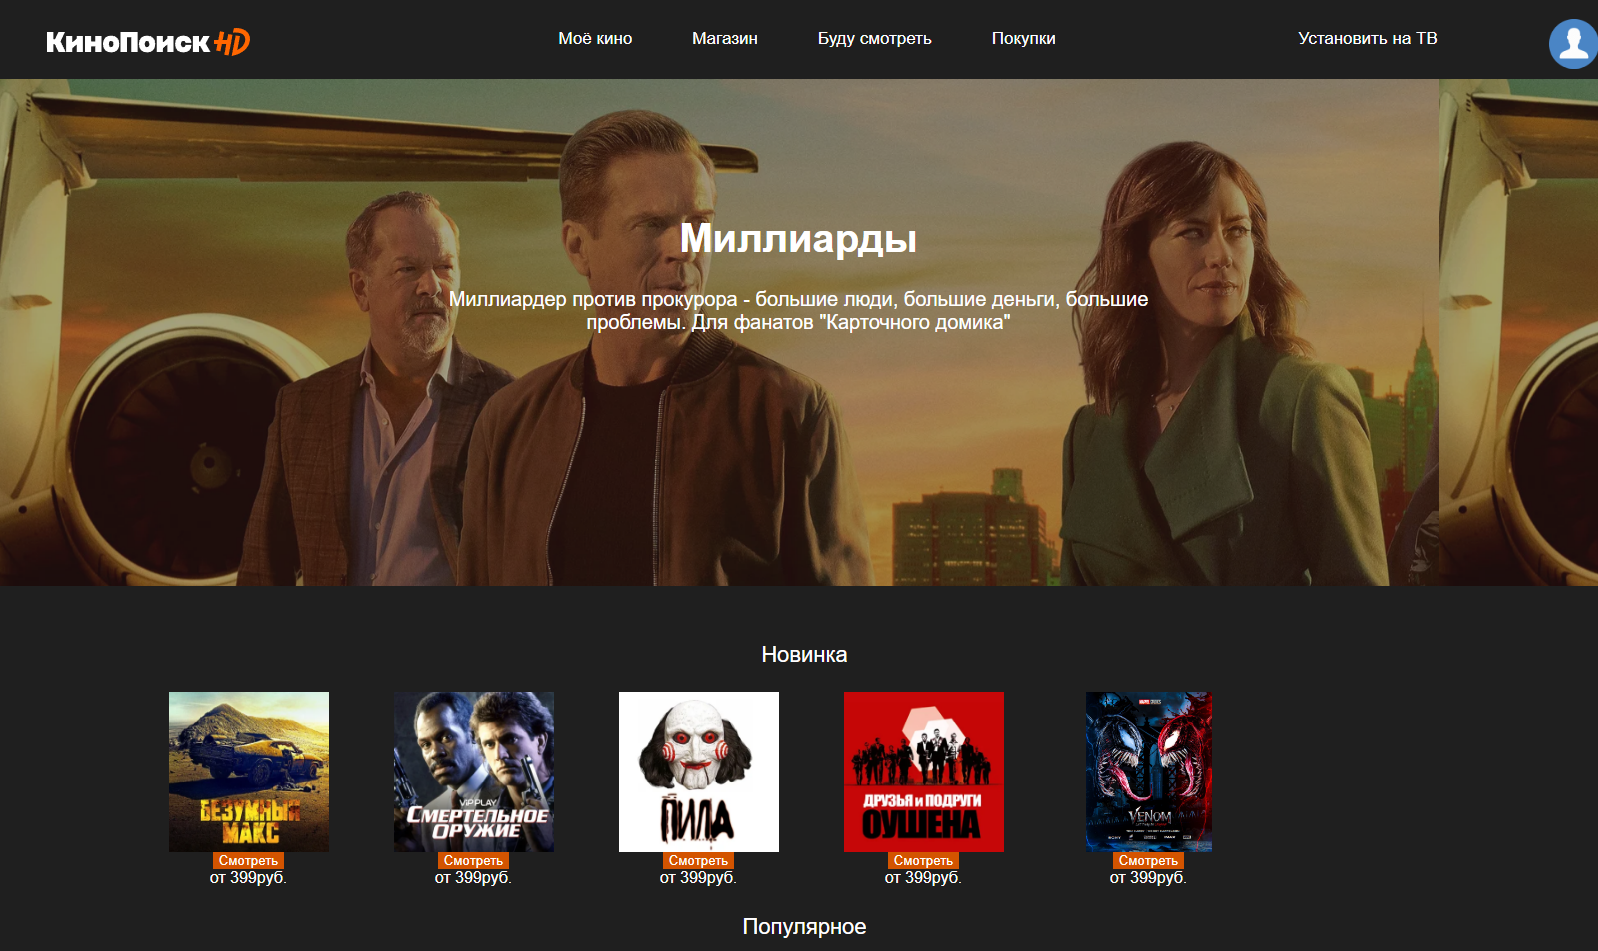 КиноПоиск HD
Моё кино
Магазин
Буду смотреть
Покупки
Установить на ТВ
Миллиарды
Миллиардер против прокурора - большие люди, большие деньги, большие
проблемы. Для фанатов "Карточного домика"
Новинка
БЕЗУМНЫЙ
МАКС
VIPPLAY
СМЕРТЕЛЬНОЕ
ОРУЖИЕ
ПИЛА
ДРУЗЬЯ И ПОДРУГИ
ОУШЕНА
VENOM
Смотреть
от 399руб.
Смотреть
от 399руб.
Смотреть
от 399руб.
Смотреть
от 399руб.
Смотреть
от 399руб.
Популярное